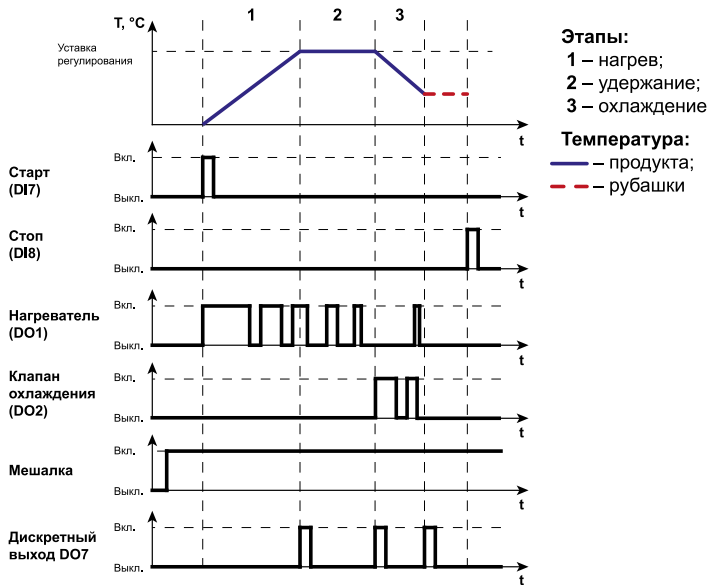 T, °C
1
2
3
Уставка
регулирования
t
Этапы:
1 – нагрев;
2 – удержание;
3 – охлаждение
Температура:
– продукта;
– рубашки
Старт
(DI7)
Вкл.
Выкл.
t
Стоп
(DI8)
Вкл.
Выкл.
t
Нагреватель
(DO1)
Вкл.
Выкл.
t
Клапан
охлаждения
(DO2)
Вкл.
Выкл.
t
Мешалка
Вкл.
Выкл.
t
Дискретный
выход DO7
Вкл.
Выкл.
t